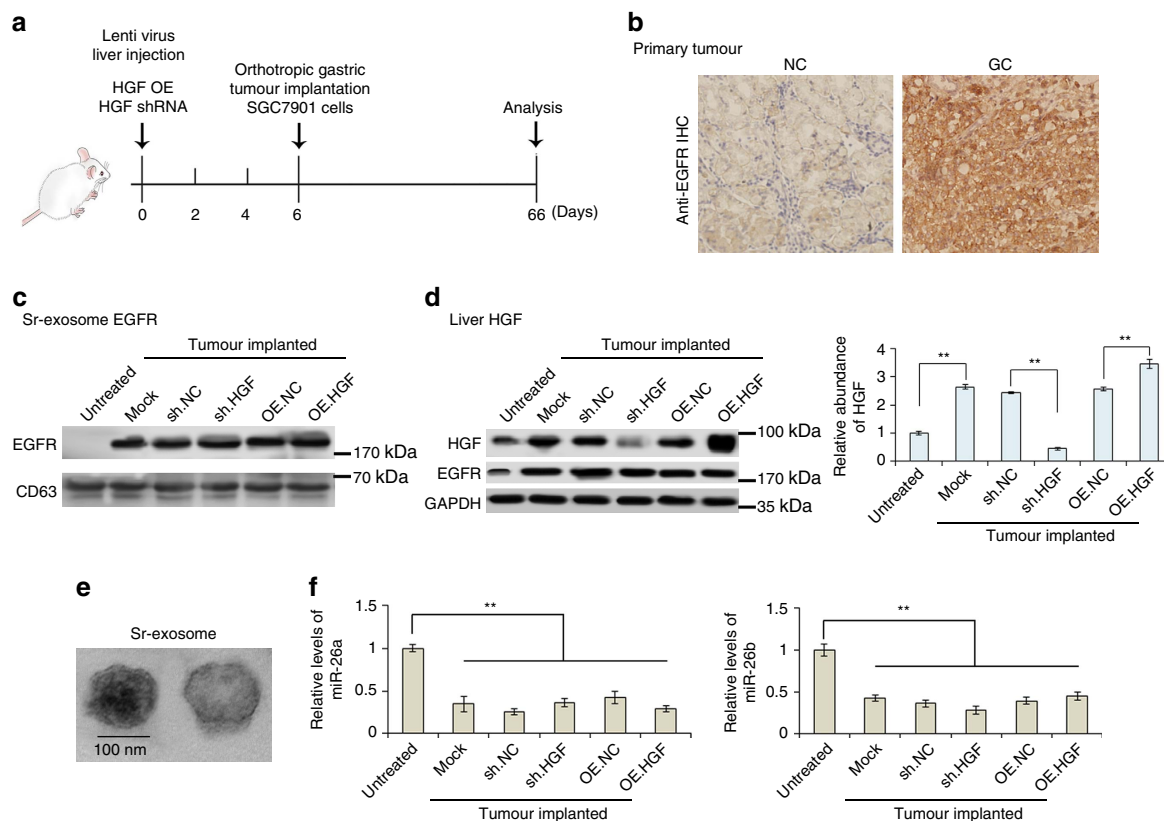 a
Lenti virus
liver injection
HGF OE
HGF shRNA
Orthotropic gastric
tumour implantation
SGC7901 cells
Analysis
0 2 4 6 66 (Days)
b
Primary tumour
NC GC
Anti-EGFR IHC
c
Sr-exosome EGFR
Tumour implanted
Untreated Mock sh.NC sh.HGF OE.NC OE.HGF
EGFR
170 kDa
70 kDa
CD63
d
Liver HGF
Tumour implanted
Untreated Mock sh.NC sh.HGF OE.NC OE.HGF
100 kDa
HGF
EGFR
170 kDa
GAPDH
35 kDa
Relative abundance
of HGF
4
3
2
1
0
** ** **
Untreated Mock sh.NC sh.HGF OE.NC OE.HGF
Tumour implanted
e
Sr-exosome
100 nm
f
Relative levels of
miR-26a
1.5
1
0.5
0
**
Untreated Mock sh.NC sh.HGF OE.NC OE.HGF
Tumour implanted
Relative levels of
miR-26b
1.5
1
0.5
0
**
Untreated Mock sh.NC sh.HGF OE.NC OE.HGF
Tumour implanted